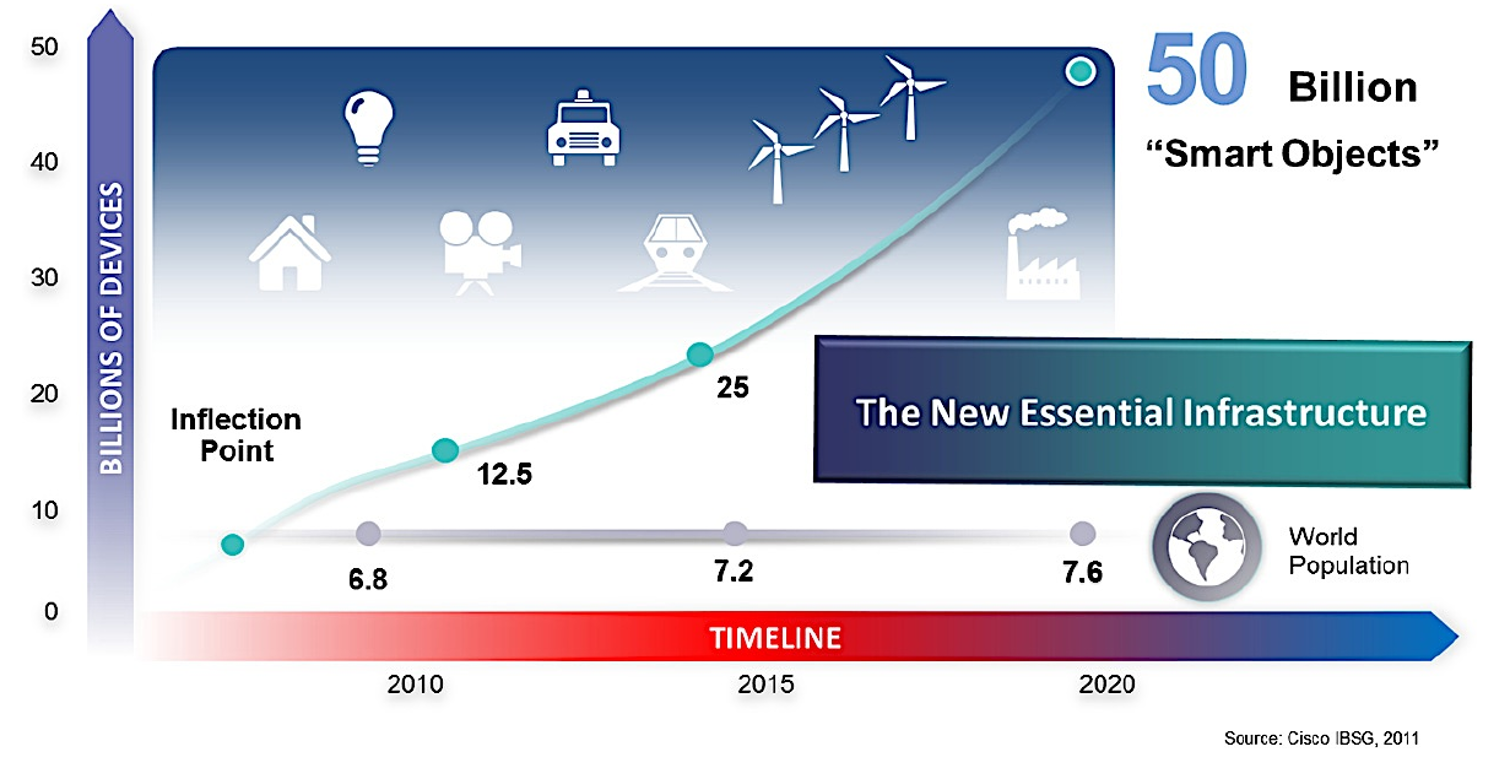 50
40
30
20
10
0
BILLIONS OF DEVICES
50 Billion
“Smart Objects”
Inflection
Point
12.5
25
The New Essential Infrastructure
6.8
7.2
7.6
World
Population
TIMELINE
2010
2015
2020
Source: Cisco IBSG, 2011